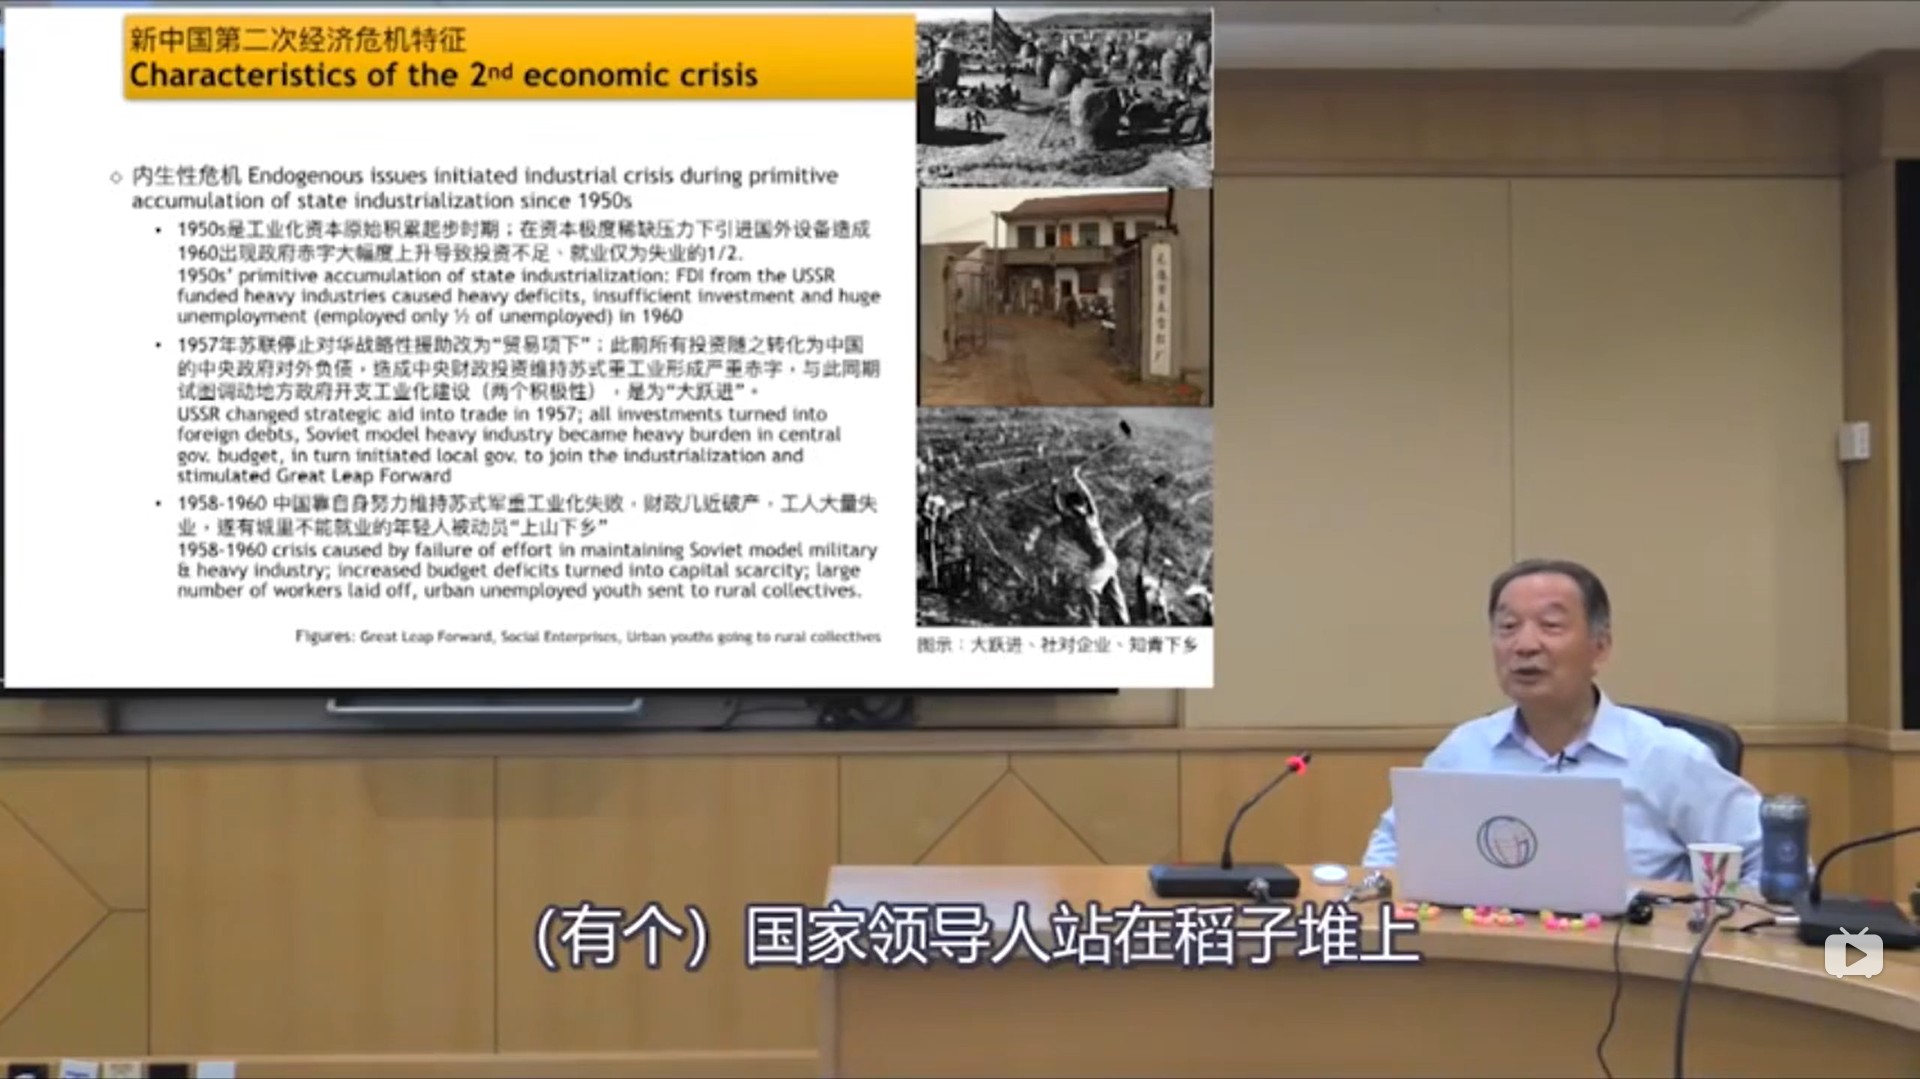 新中国第二次经济危机特征
Characteristics of the 2nd economic crisis
内生性危机 Endogenous issues initiated industrial crisis during primitive
accumulation of state industrialization since 1950s
1950s是工业化资本原始积累起步时期；在资本极度稀缺压力下引进国外设备造成
1960出现政府赤字大幅度上升导致投资不足、就业仅为失业的1/2.
1950s' primitive accumulation of state industrialization: FDI from the USSR
funded heavy industries caused heavy deficits, insufficient investment and huge
unemployment (employed only ½ of unemployed) in 1960
1957年苏联停止对华战略性援助改为“贸易项下”；此前所有投资随之转化为中国
的中央政府对外负债，造成中央财政投资维持苏式重工业形成严重赤字，与此同期
试图调动地方政府开支工业化建设（两个积极性），是为“大跃进”。
USSR changed strategic aid into trade in 1957; all investments turned into
foreign debts, Soviet model heavy industry became heavy burden in central
gov. budget, in turn initiated local gov. to join the industrialization and
stimulated Great Leap Forward
1958-1960 中国靠自身努力维持苏式军重工业化失败，财政几近破产，工人大量失
业，遂有城里不能就业的年轻人被动员“上山下乡”
1958-1960 crisis caused by failure of effort in maintaining Soviet model military
& heavy industry; increased budget deficits turned into capital scarcity; large
number of workers laid off, urban unemployed youth sent to rural collectives.
Figures: Great Leap Forward, Social Enterprises, Urban youths going to rural collectives
图示：大跃进、社对企业、知青下乡
（有个）国家领导人站在稻子堆上